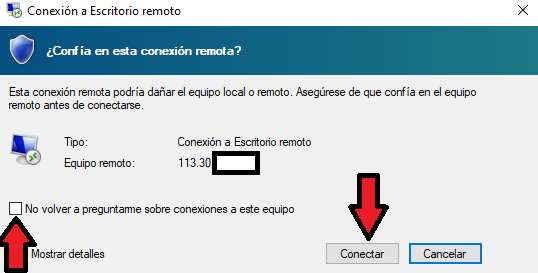 Conexión a Escritorio remoto
¿Confía en esta conexión remota?
Esta conexión remota podría dañar el equipo local o remoto. Asegúrese de que confía en el equipo
remoto antes de conectarse.
Tipo: Conexión a Escritorio remoto
Equipo remoto: 113.30
No volver a preguntarme sobre conexiones a este equipo
Mostrar detalles Conectar Cancelar